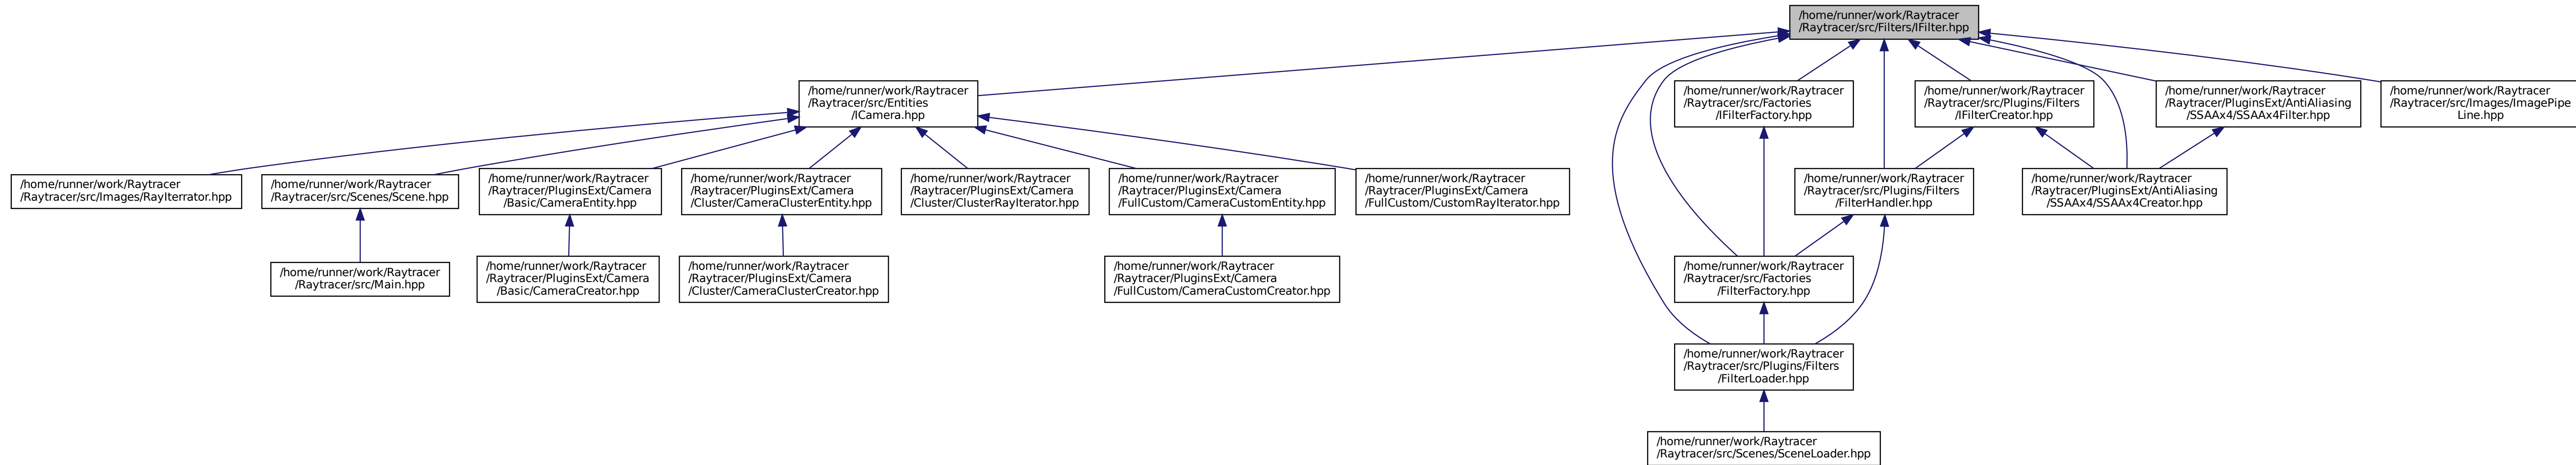 /home/runner/work/Raytracer
/Raytracer/src/Filters/IFilter.hpp
/home/runner/work/Raytracer
/Raytracer/src/Entities
/ICamera.hpp
/home/runner/work/Raytracer
/Raytracer/src/Factories
/IFilterFactory.hpp
/home/runner/work/Raytracer
/Raytracer/src/Plugins/Filters
/IFilterCreator.hpp
/home/runner/work/Raytracer
/Raytracer/PluginsExt/AntiAliasing
/SSAAx4/SSAAx4Filter.hpp
/home/runner/work/Raytracer
/Raytracer/src/Images/ImagePipe
Line.hpp
/home/runner/work/Raytracer
/Raytracer/src/Images/RayIterrator.hpp
/home/runner/work/Raytracer
/Raytracer/src/Scenes/Scene.hpp
/home/runner/work/Raytracer
/Raytracer/PluginsExt/Camera
/Basic/CameraEntity.hpp
/home/runner/work/Raytracer
/Raytracer/PluginsExt/Camera
/Cluster/CameraClusterEntity.hpp
/home/runner/work/Raytracer
/Raytracer/PluginsExt/Camera
/Cluster/ClusterRayIterator.hpp
/home/runner/work/Raytracer
/Raytracer/PluginsExt/Camera
/FullCustom/CameraCustomEntity.hpp
/home/runner/work/Raytracer
/Raytracer/PluginsExt/Camera
/FullCustom/CustomRayIterator.hpp
/home/runner/work/Raytracer
/Raytracer/src/Plugins/Filters
/FilterHandler.hpp
/home/runner/work/Raytracer
/Raytracer/PluginsExt/AntiAliasing
/SSAAx4/SSAAx4Creator.hpp
/home/runner/work/Raytracer
/Raytracer/src/Main.hpp
/home/runner/work/Raytracer
/Raytracer/PluginsExt/Camera
/Basic/CameraCreator.hpp
/home/runner/work/Raytracer
/Raytracer/PluginsExt/Camera
/Cluster/CameraClusterCreator.hpp
/home/runner/work/Raytracer
/Raytracer/PluginsExt/Camera
/FullCustom/CameraCustomCreator.hpp
/home/runner/work/Raytracer
/Raytracer/src/Factories
/FilterFactory.hpp
/home/runner/work/Raytracer
/Raytracer/src/Plugins/Filters
/FilterLoader.hpp
/home/runner/work/Raytracer
/Raytracer/src/Scenes/SceneLoader.hpp